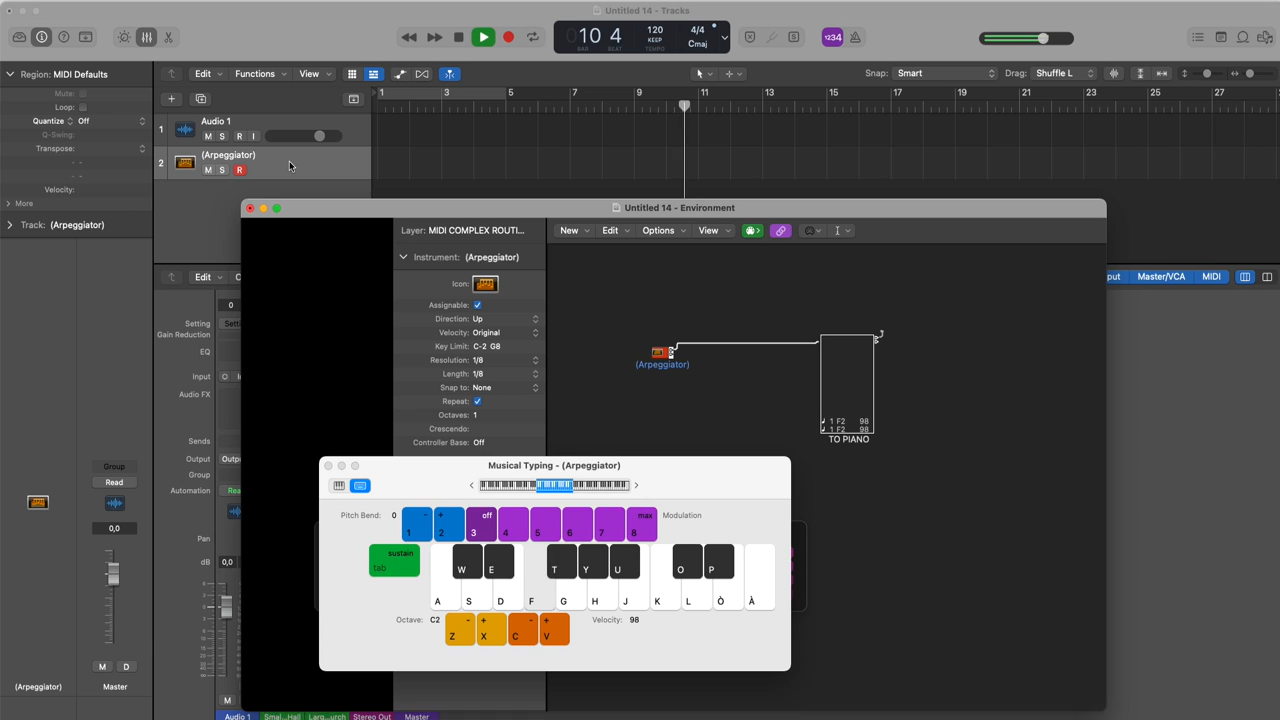 Untitled 14 - Tracks
10 4
BAR BEAT
120
KEEP
TEMPO
4/4
Cmaj
1234
Region: MIDI Defaults
Mute:
Loop:
Quantize Off
Q-Swing:
Transpose:
Velocity:
More
Track: (Arpeggiator)
Edit Functions View
Snap: Smart
Drag: Shuffle L
1 3 5 7 9 11 13 15 17 19 21 23 25 27
1 Audio 1
M S R I
2 (Arpeggiator)
M S R
Untitled 14 - Environment
Layer: MIDI COMPLEX ROUTI...
New Edit Options View
Instrument: (Arpeggiator)
Icon:
Assignable:
Direction: Up
Velocity: Original
Key Limit: C-2 G8
Resolution: 1/8
Length: 1/8
Snap to: None
Repeat:
Octaves: 1
Crescendo:
Controller Base: Off
(Arpeggiator)
1 F2 98
1 F2 98
TO PIANO
Edit
put Master/VCA MIDI
0
Setting
Gain Reduction
EQ
Input
Audio FX
Sends
Output
Group
Automation
Pan
dB 0,0
Group
Read
0,0
M D
M
(Arpeggiator) Master
Audio 1 Smal...Hall Larg...urch Stereo Out Master
Musical Typing - (Arpeggiator)
Pitch Bend: 0
- 1
+ 2
off 3
4
5
6
7
max 8
Modulation
sustain
tab
W E T Y U O P
A S D F G H J K L Ò À
Octave: C2
- Z
+ X
- C
+ V
Velocity: 98